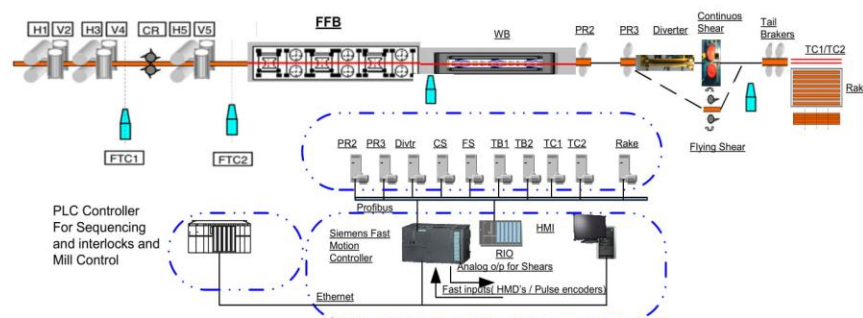 FFB
H1 V2 H3 V4 CR H5 V5
WB
PR2
PR3
Diverter
Continuos
Shear
Tail
Brakers
TC1/TC2
Rak
FTC1
FTC2
Flying Shear
PR2 PR3 Divtr CS FS TB1 TB2 TC1 TC2 Rake
Profibus
PLC Controller
For Sequencing
and interlocks and
Mill Control
Siemens Fast
Motion
Controller
RIO
HMI
Analog o/p for Shears
Fast inputs( HMD's / Pulse encoders)
Ethernet